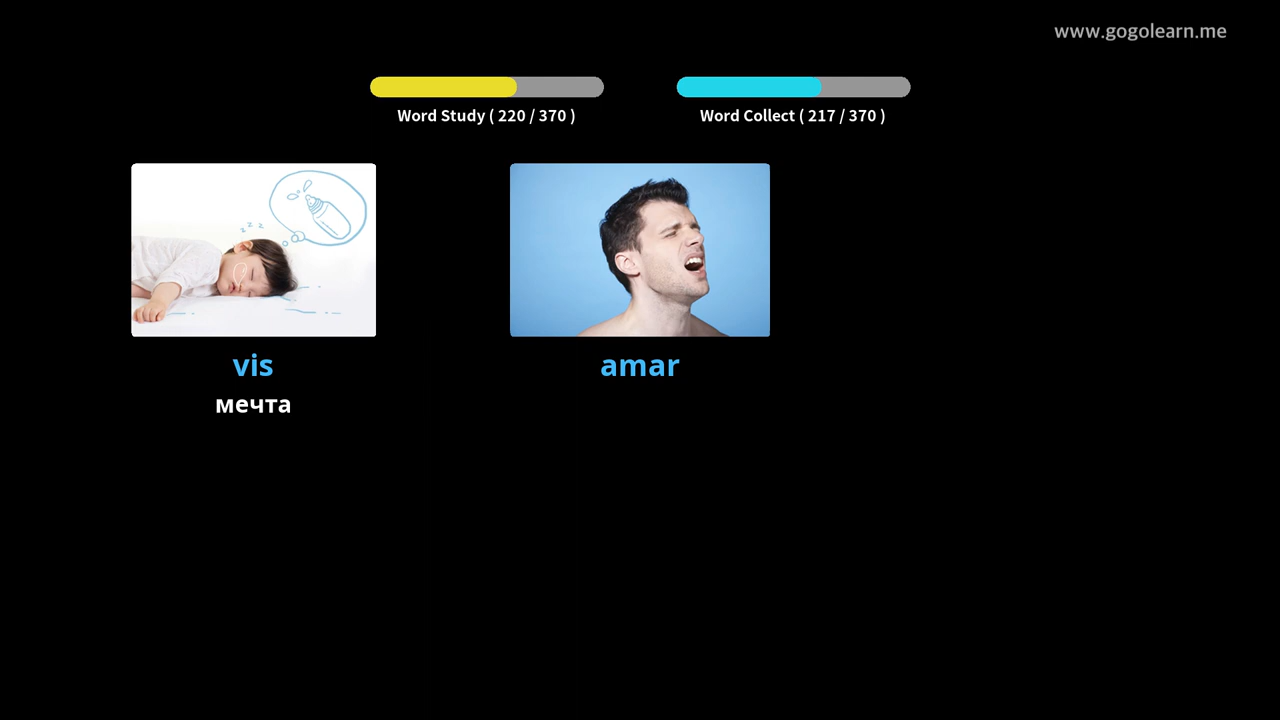 www.gogolearn.me
Word Study ( 220 / 370 )
Word Collect ( 217 / 370 )
z z z
vis
amar
мечта